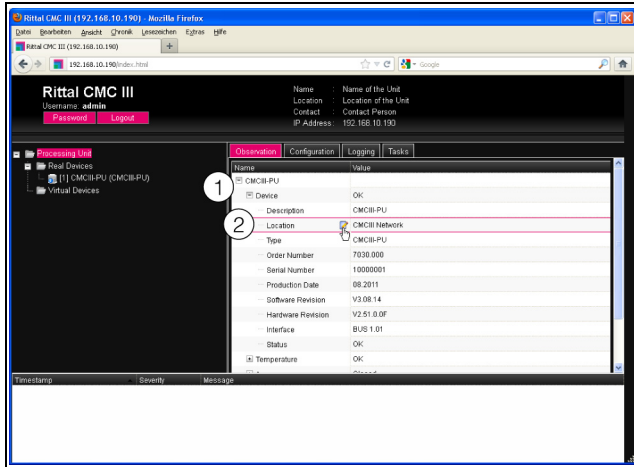 Rittal CMC III (192.168.10.190) - Mozilla Firefox
Datei Bearbeiten Ansicht Chronik Lesezeichen Extras Hilfe
Rittal CMC III (192.168.10.190) +
192.168.10.190/index.html Google
Rittal CMC III
Username: admin
Password Logout
Name : Name of the Unit
Location : Location of the Unit
Contact : Contact Person
IP Address : 192.168.10.190
Processing Unit
Real Devices
[1] CMCIII-PU (CMCIII-PU)
Virtual Devices
Observation Configuration Logging Tasks
Name Value
1 CMCIII-PU
Device OK
Description CMCIII-PU
2 Location CMCIII Network
Type CMCIII-PU
Order Number 7030.000
Serial Number 10000001
Production Date 08.2011
Software Revision V3.08.14
Hardware Revision V2.51.0.0F
Interface BUS 1.01
Status OK
Temperature OK
Timestamp Severity Message